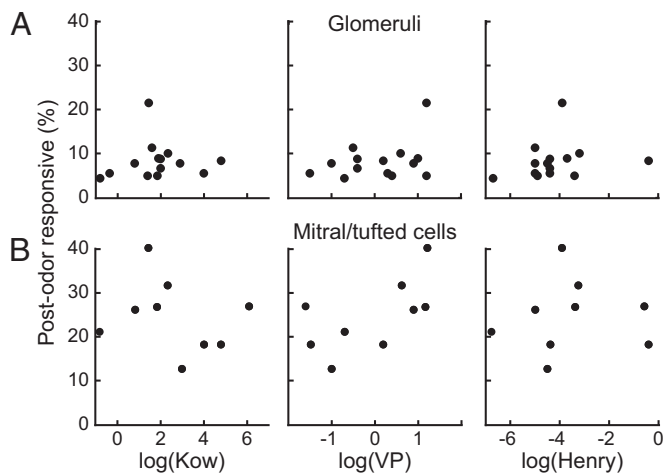 A
Glomeruli
40
30
20
10
0
Post-odor responsive (%)
B
Mitral/tufted cells
40
30
20
10
0
0 2 4 6
-1 0 1
-6 -4 -2 0
log(Kow)
log(VP)
log(Henry)